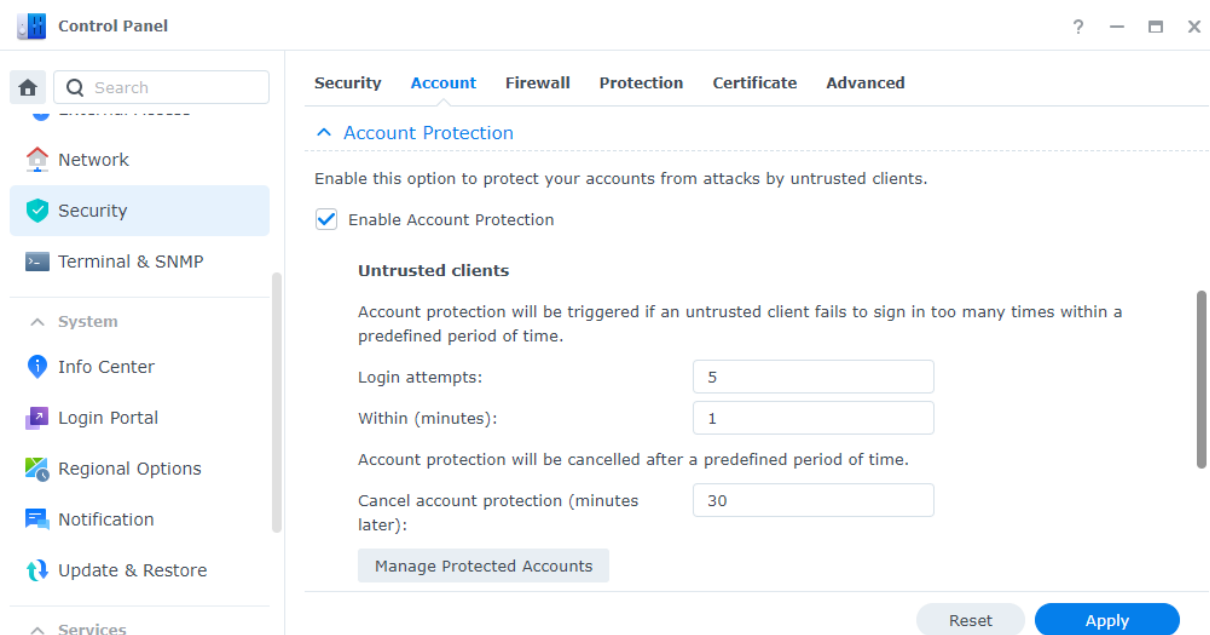 Control Panel
?
Search
Security Account Firewall Protection Certificate Advanced
Network
Security
Terminal & SNMP
System
Info Center
Login Portal
Regional Options
Notification
Update & Restore
Services
Account Protection
Enable this option to protect your accounts from attacks by untrusted clients.
Enable Account Protection
Untrusted clients
Account protection will be triggered if an untrusted client fails to sign in too many times within a
predefined period of time.
Login attempts: 5
Within (minutes): 1
Account protection will be cancelled after a predefined period of time.
Cancel account protection (minutes 30
later):
Manage Protected Accounts
Reset Apply